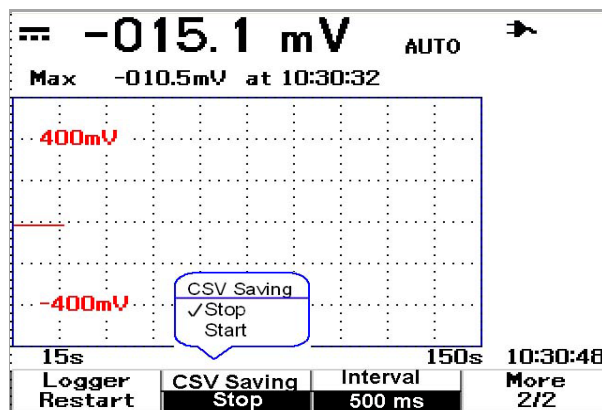 -015.1 mV AUTO
Max -010.5mV at 10:30:32
400mV
-400mV
CSV Saving
✓Stop
Start
15s 150s 10:30:48
Logger Restart
CSV Saving Stop
Interval 500 ms
More 2/2